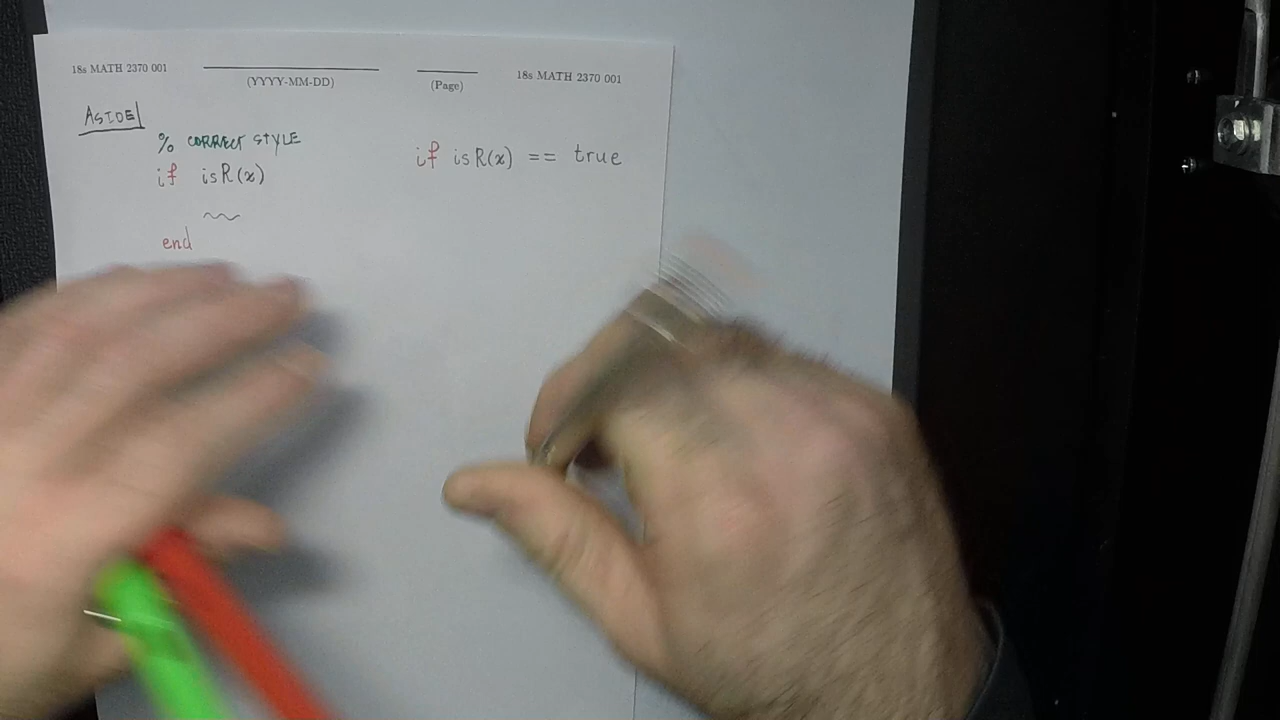 18s MATH 2370 001 (YYYY-MM-DD) (Page) 18s MATH 2370 001
ASIDE
% CORRECT STYLE
if isR(x)
end
if isR(x) == true